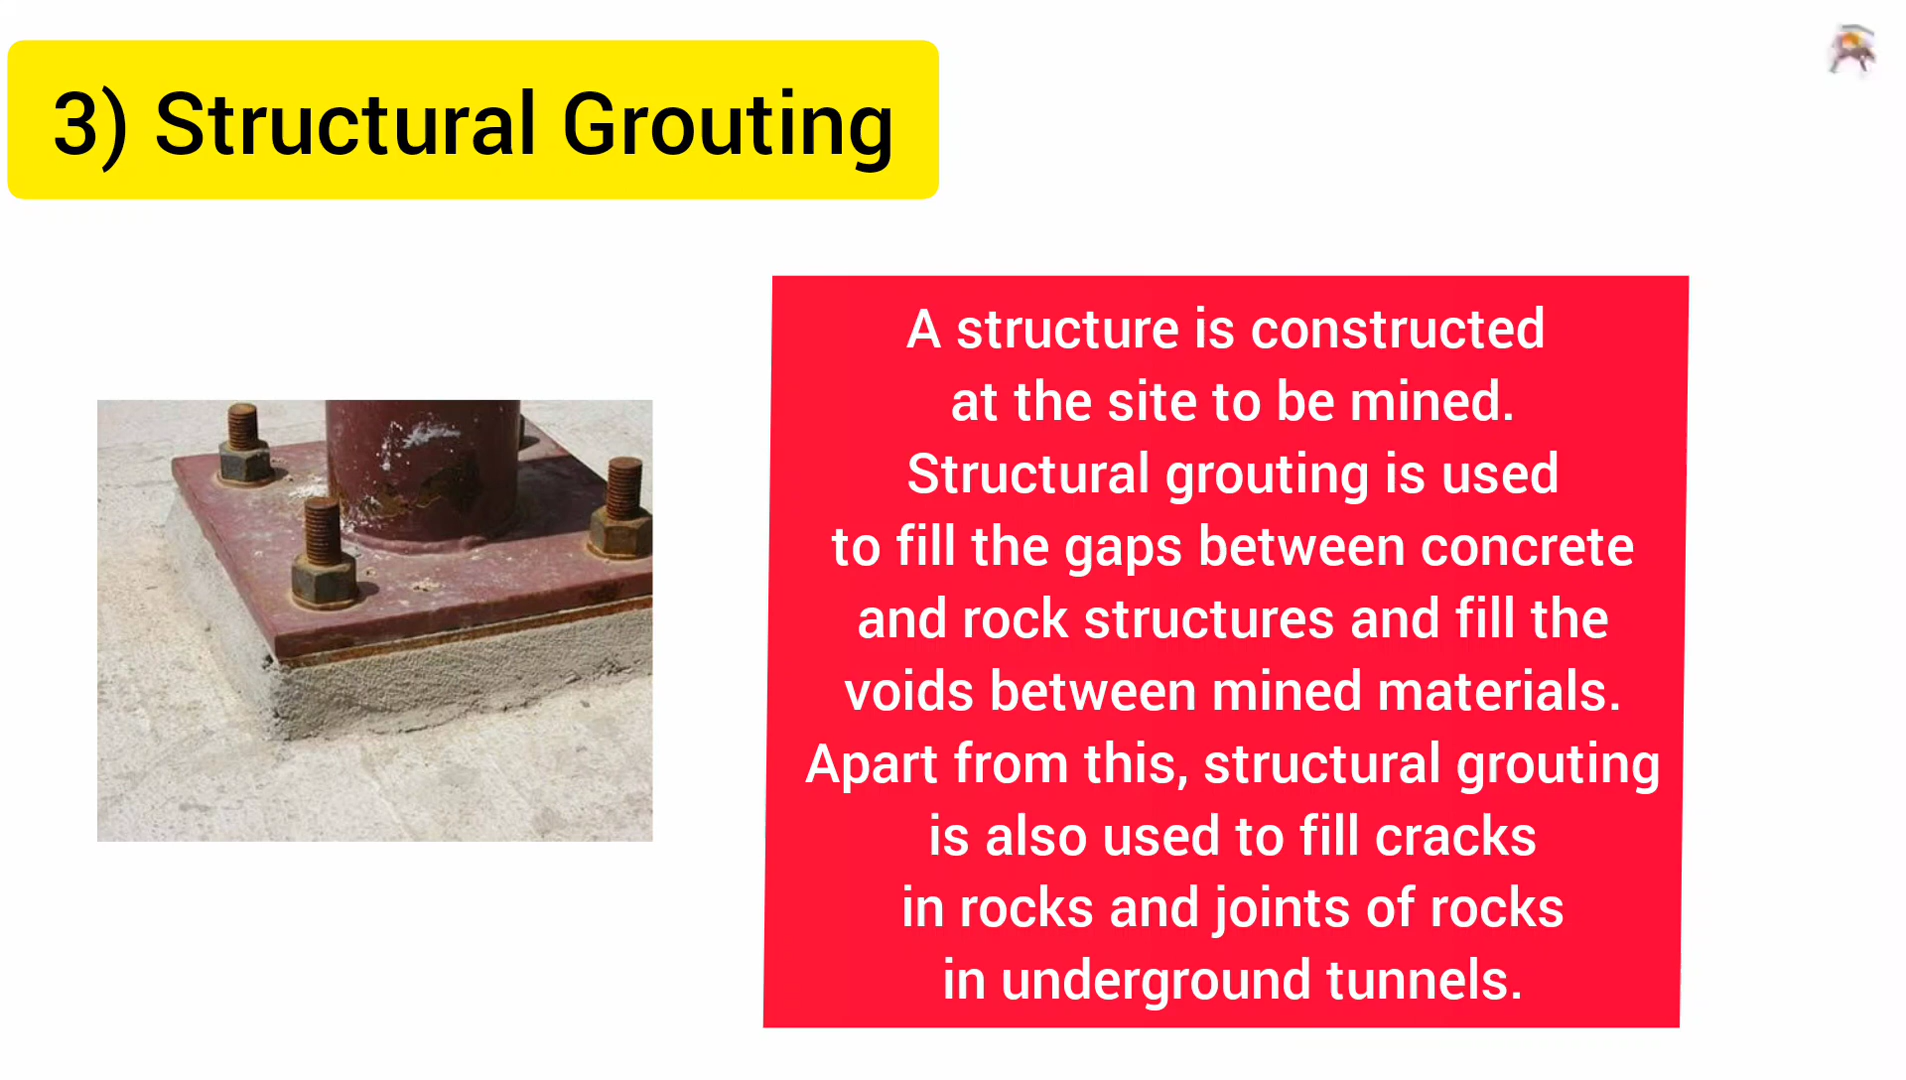 3) Structural Grouting
A structure is constructed
at the site to be mined.
Structural grouting is used
to fill the gaps between concrete
and rock structures and fill the
voids between mined materials.
Apart from this, structural grouting
is also used to fill cracks
in rocks and joints of rocks
in underground tunnels.